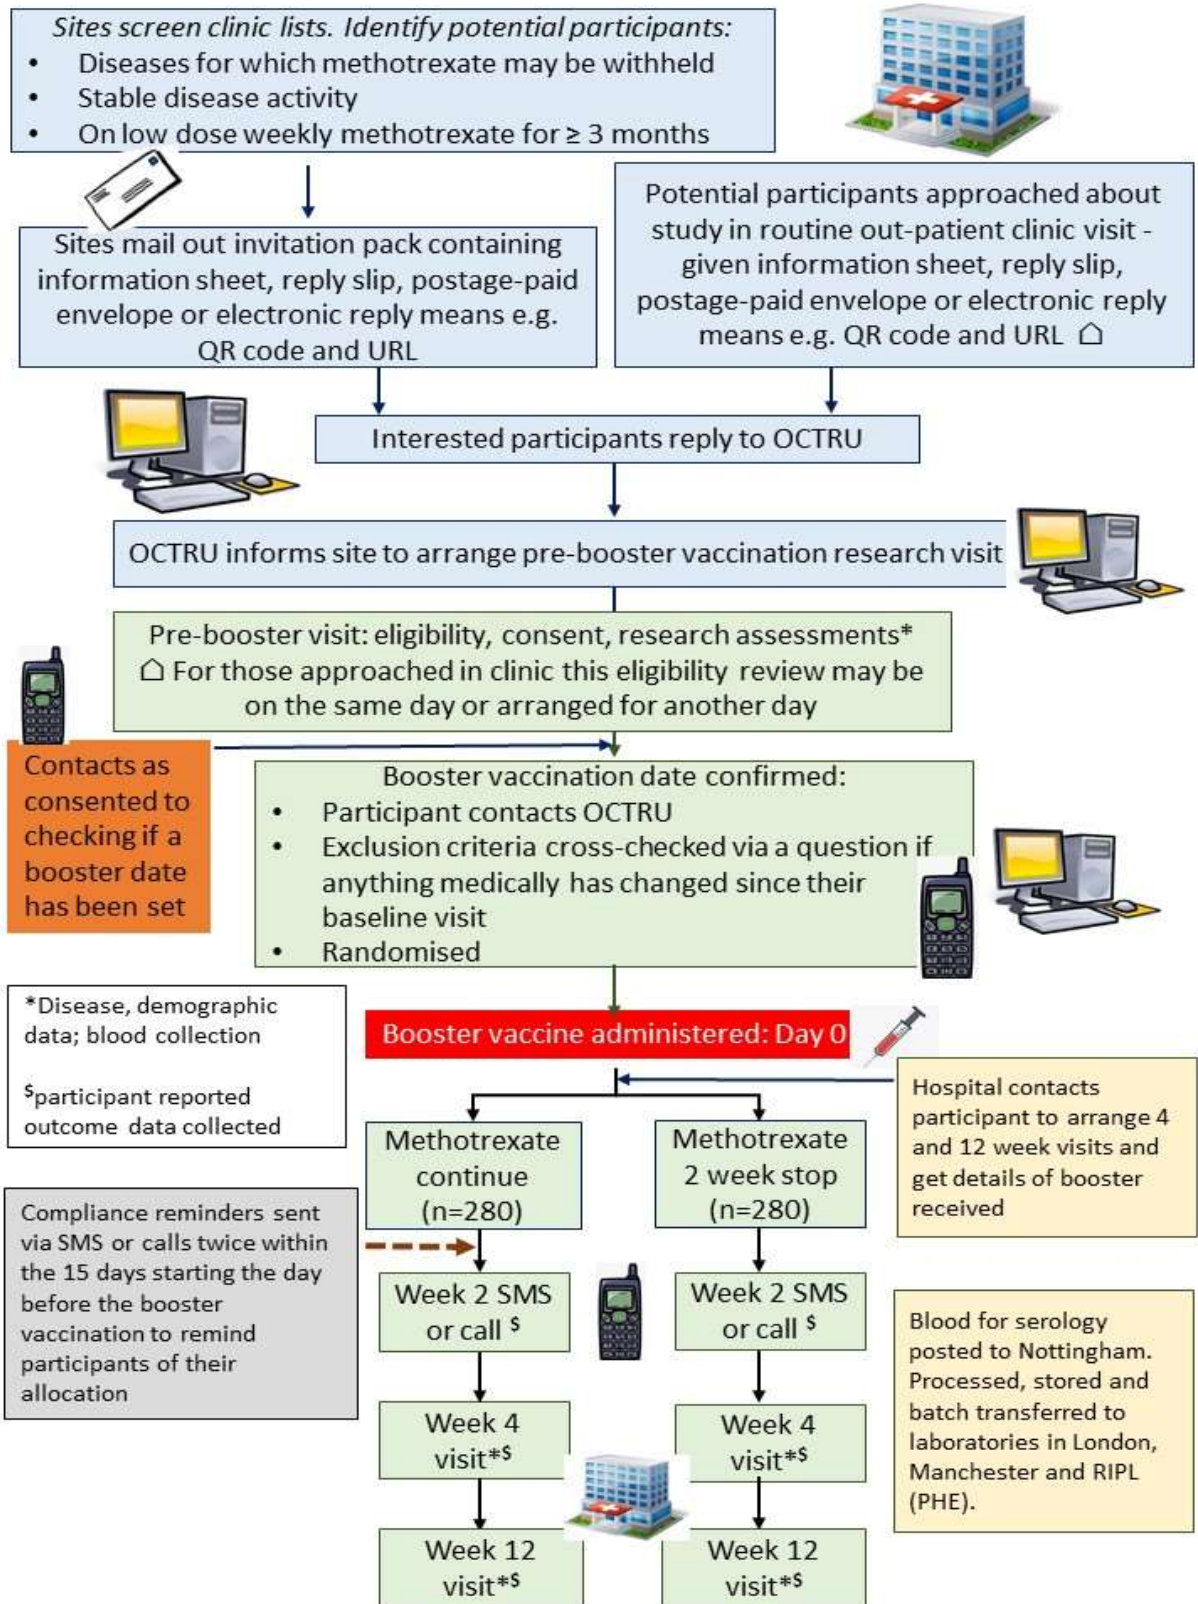 Sites screen clinic lists. Identify potential participants:
• Diseases for which methotrexate may be withheld
• Stable disease activity
• On low dose weekly methotrexate for ≥ 3 months
Sites mail out invitation pack containing
information sheet, reply slip, postage-paid
envelope or electronic reply means e.g.
QR code and URL
Potential participants approached about
study in routine out-patient clinic visit -
given information sheet, reply slip,
postage-paid envelope or electronic reply
means e.g. QR code and URL ⌂
Interested participants reply to OCTRU
OCTRU informs site to arrange pre-booster vaccination research visit
Pre-booster visit: eligibility, consent, research assessments*
⌂ For those approached in clinic this eligibility review may be
on the same day or arranged for another day
Contacts as
consented to
checking if a
booster date
has been set
Booster vaccination date confirmed:
• Participant contacts OCTRU
• Exclusion criteria cross-checked via a question if
anything medically has changed since their
baseline visit
• Randomised
*Disease, demographic
data; blood collection
$participant reported
outcome data collected
Booster vaccine administered: Day 0
Hospital contacts
participant to arrange 4
and 12 week visits and
get details of booster
received
Methotrexate
continue
(n=280)
Methotrexate
2 week stop
(n=280)
Compliance reminders sent
via SMS or calls twice within
the 15 days starting the day
before the booster
vaccination to remind
participants of their
allocation
Week 2 SMS
or call $
Week 2 SMS
or call $
Blood for serology
posted to Nottingham.
Processed, stored and
batch transferred to
laboratories in London,
Manchester and RIPL
(PHE).
Week 4
visit*$
Week 4
visit*$
Week 12
visit*$
Week 12
visit*$